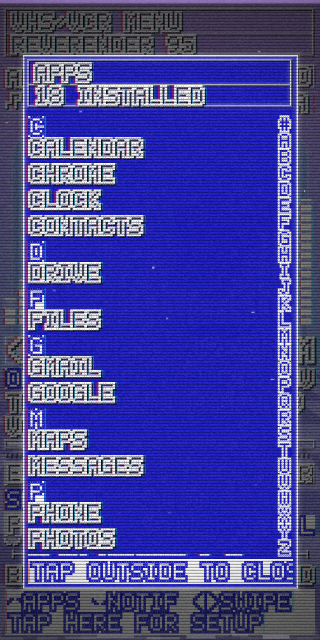 VHS/VCR MENU
REVERENDER 95
APPS
18 INSTALLED
C
CALENDAR
CHROME
CLOCK
CONTACTS
D
DRIVE
F
FILES
G
GMAIL
GOOGLE
M
MAPS
MESSAGES
P
PHONE
PHOTOS
TAP OUTSIDE TO CLOS
APPS NOTIF SWIPE
TAP HERE FOR SETUP